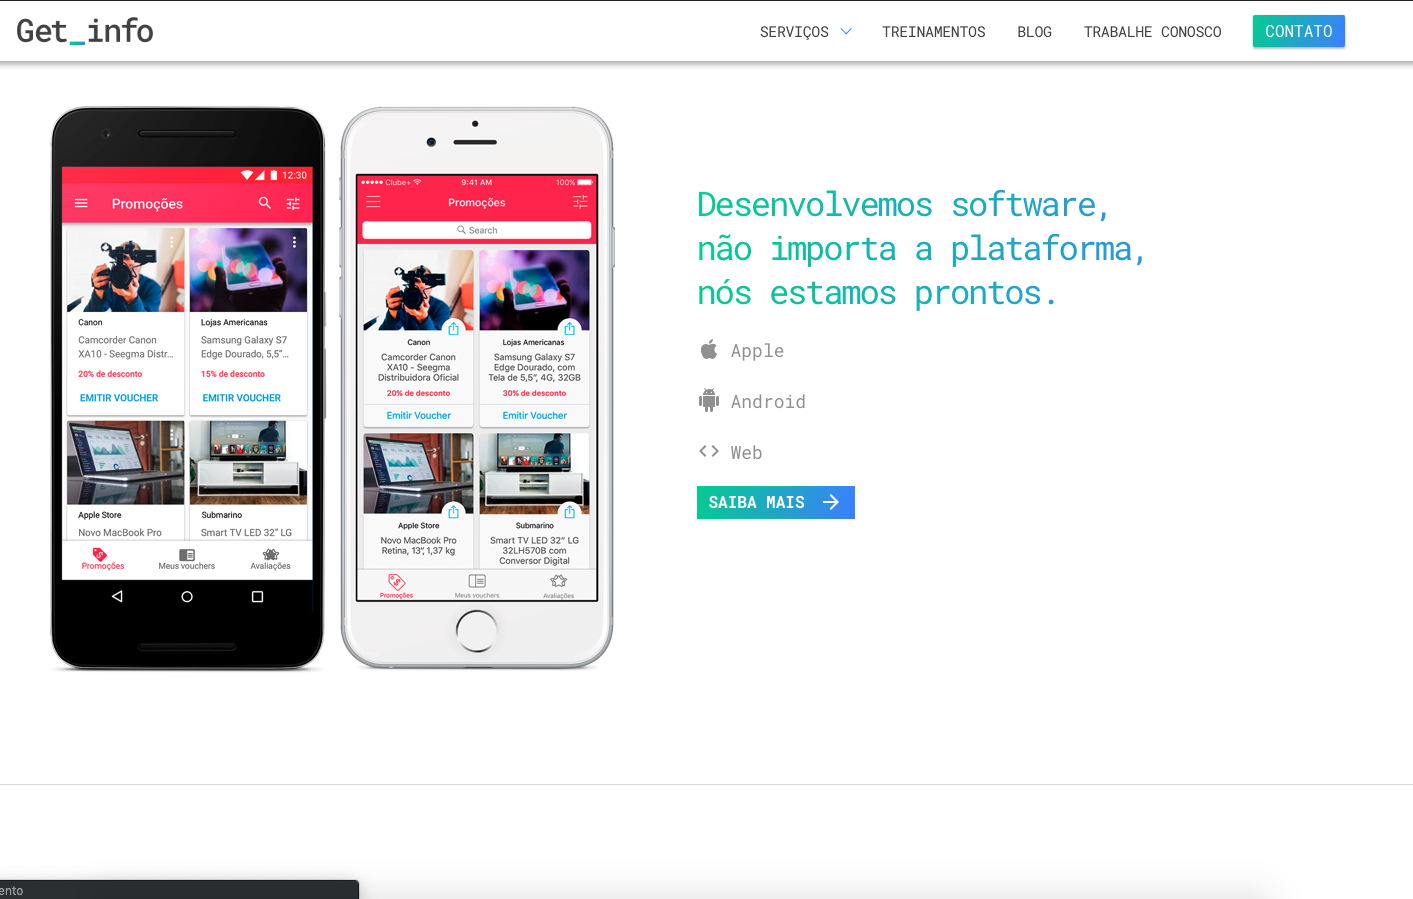 Get_info
SERVIÇOS
TREINAMENTOS
BLOG
TRABALHE CONOSCO
CONTATO
12:30
Promoções
Canon
Camcorder Canon
XA10 - Seegma Distr...
20% de desconto
EMITIR VOUCHER
Lojas Americanas
Samsung Galaxy S7
Edge Dourado, 5,5”...
15% de desconto
EMITIR VOUCHER
Apple Store
Novo MacBook Pro
Submarino
Smart TV LED 32” LG
Promoções
Meus vouchers
Avaliações
Clube+
9:41 AM
100%
Promoções
Search
Canon
Camcorder Canon
XA10 - Seegma
Distribuidora Oficial
20% de desconto
Emitir Voucher
Lojas Americanas
Samsung Galaxy S7
Edge Dourado, com
Tela de 5,5”, 4G, 32GB
30% de desconto
Emitir Voucher
Apple Store
Novo MacBook Pro
Retina, 13”, 1,37 kg
Submarino
Smart TV LED 32” LG
32LH570B com
Conversor Digital
Promoções
Meus vouchers
Avaliações
Desenvolvemos software,
não importa a plataforma,
nós estamos prontos.
Apple
Android
Web
SAIBA MAIS
ento